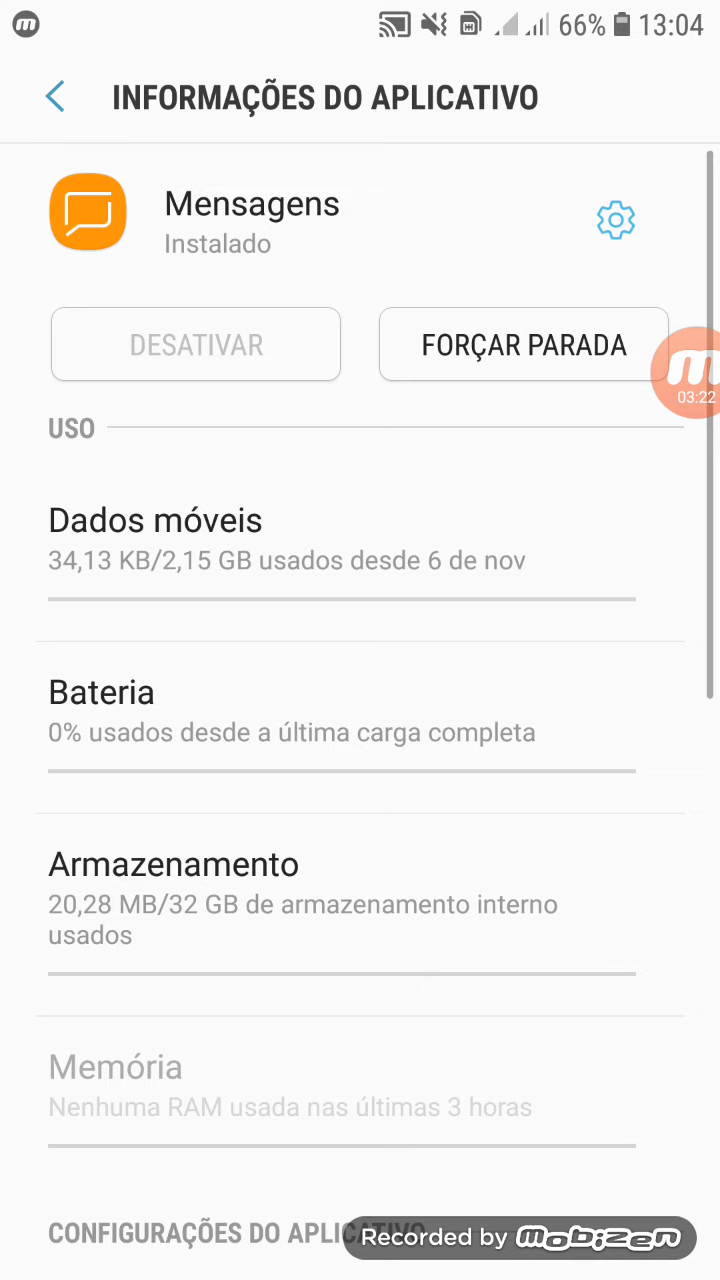 66% 13:04
INFORMAÇÕES DO APLICATIVO
Mensagens
Instalado
DESATIVAR
FORÇAR PARADA
03:22
USO
Dados móveis
34,13 KB/2,15 GB usados desde 6 de nov
Bateria
0% usados desde a última carga completa
Armazenamento
20,28 MB/32 GB de armazenamento interno
usados
Memória
Nenhuma RAM usada nas últimas 3 horas
CONFIGURAÇÕES DO APLICATIVO
Recorded by mobizen